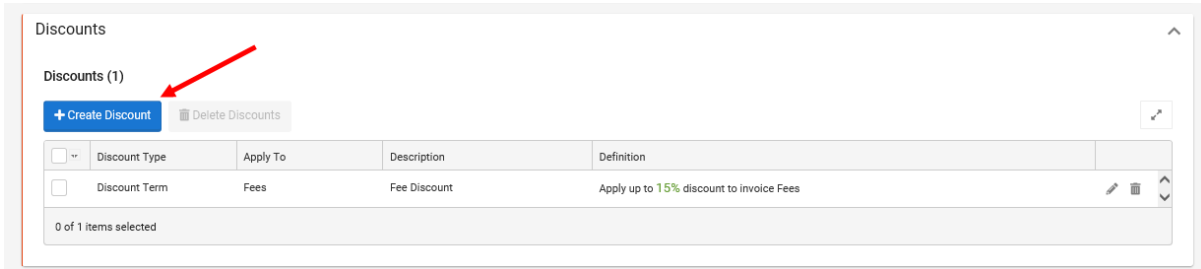 Discounts
Discounts (1)
+ Create Discount Delete Discounts
Discount Type Apply To Description Definition
Discount Term Fees Fee Discount Apply up to 15% discount to invoice Fees
0 of 1 items selected